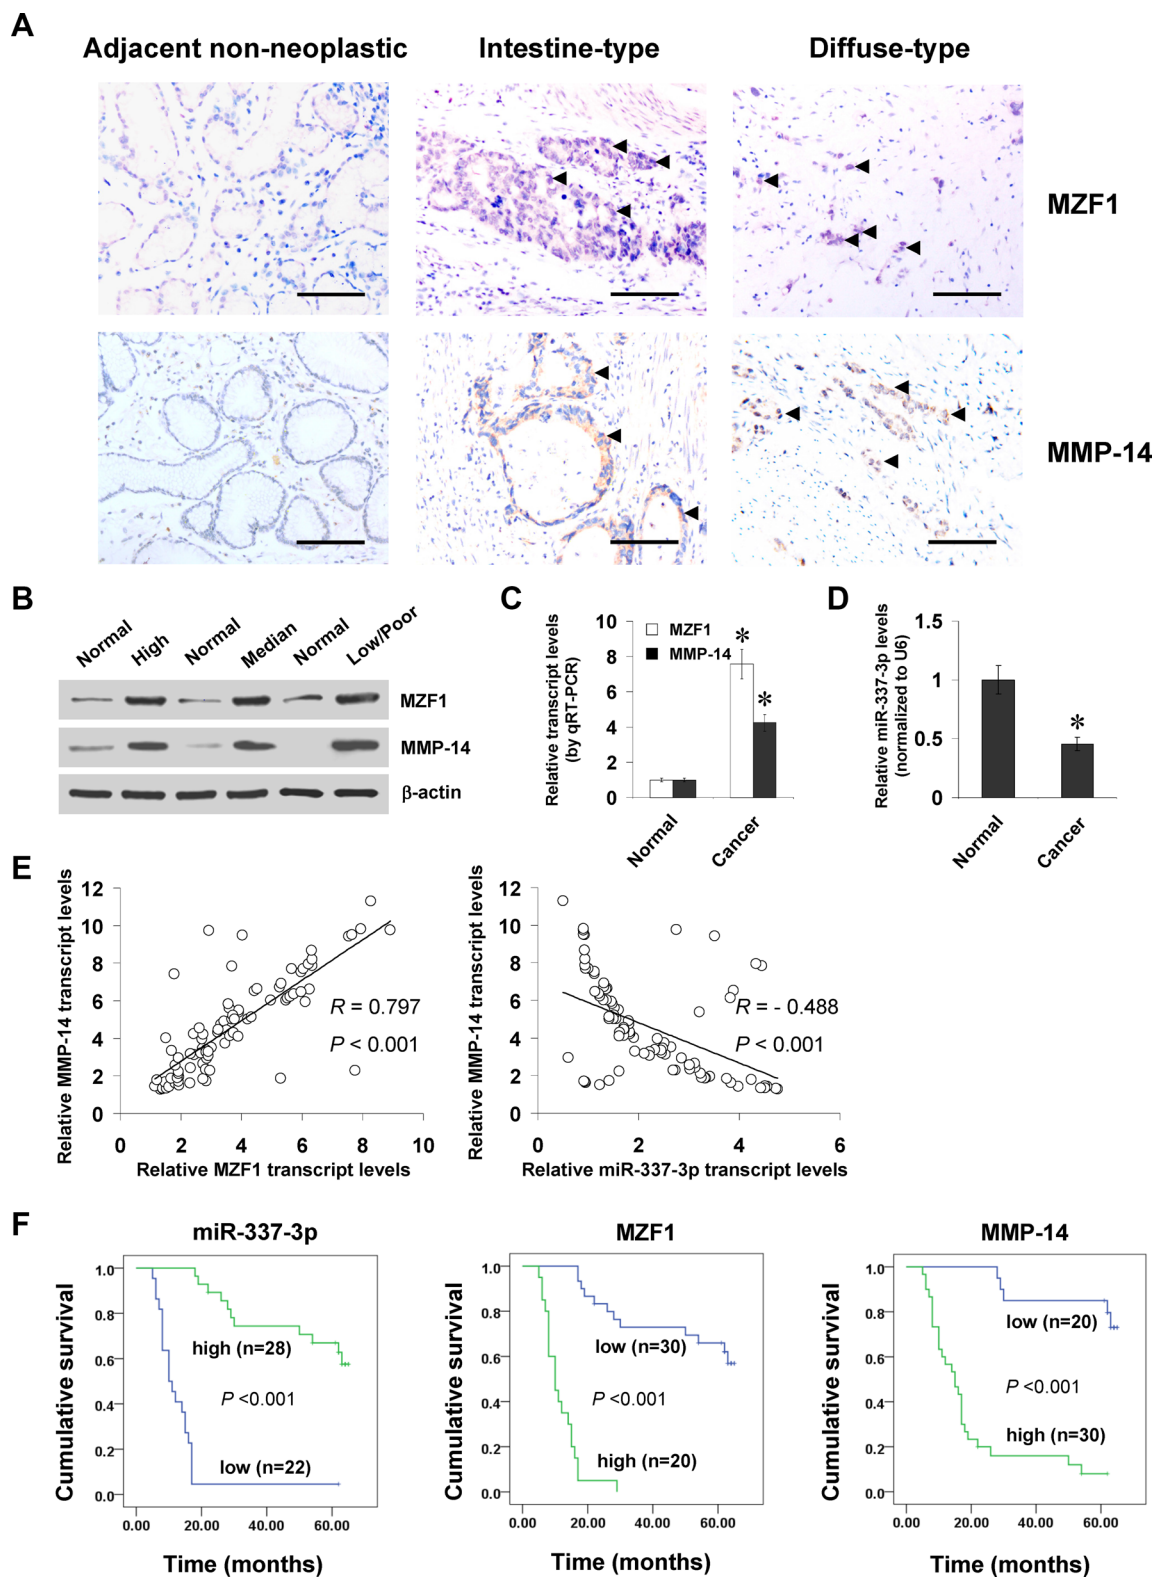 A
Adjacent non-neoplastic
Intestine-type
Diffuse-type
MZF1
MMP-14
B
Normal
High
Normal
Median
Normal
Low/Poor
MZF1
MMP-14
β-actin
C
Relative transcript levels
(by qRT-PCR)
10
8
6
4
2
0
MZF1
MMP-14
*
*
Normal
Cancer
D
Relative miR-337-3p levels
(normalized to U6)
1.5
1
0.5
0
*
Normal
Cancer
E
Relative MMP-14 transcript levels
12
10
8
6
4
2
0
R = 0.797
P < 0.001
0 2 4 6 8 10
Relative MZF1 transcript levels
Relative MMP-14 transcript levels
12
10
8
6
4
2
0
R = - 0.488
P < 0.001
0 2 4 6
Relative miR-337-3p transcript levels
F
miR-337-3p
Cumulative survival
1.0
0.8
0.6
0.4
0.2
0.0
high (n=28)
P <0.001
low (n=22)
0.00 20.00 40.00 60.00
Time (months)
MZF1
Cumulative survival
1.0
0.8
0.6
0.4
0.2
0.0
low (n=30)
P <0.001
high (n=20)
0.00 20.00 40.00 60.00
Time (months)
MMP-14
Cumulative survival
1.0
0.8
0.6
0.4
0.2
0.0
low (n=20)
P <0.001
high (n=30)
0.00 20.00 40.00 60.00
Time (months)